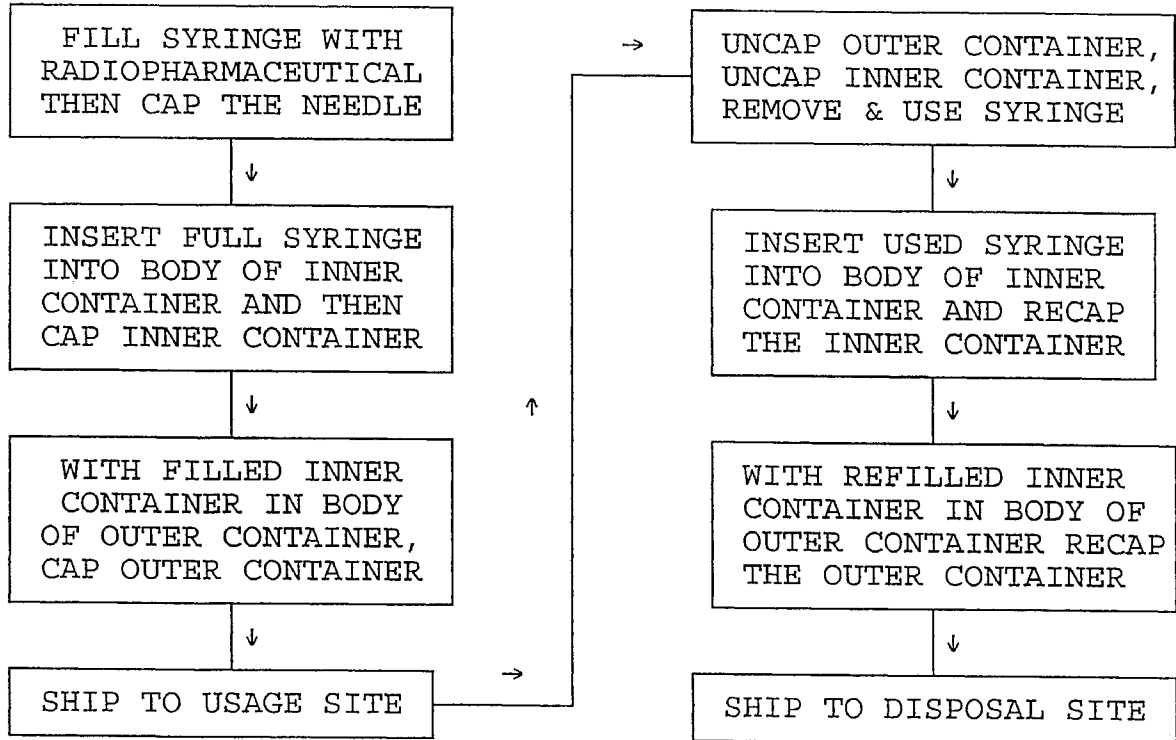 FILL SYRINGE WITH
RADIOPHARMACEUTICAL
THEN CAP THE NEEDLE
INSERT FULL SYRINGE
INTO BODY OF INNER
CONTAINER AND THEN
CAP INNER CONTAINER
WITH FILLED INNER
CONTAINER IN BODY
OF OUTER CONTAINER,
CAP OUTER CONTAINER
SHIP TO USAGE SITE
UNCAP OUTER CONTAINER,
UNCAP INNER CONTAINER,
REMOVE & USE SYRINGE
INSERT USED SYRINGE
INTO BODY OF INNER
CONTAINER AND RECAP
THE INNER CONTAINER
WITH REFILLED INNER
CONTAINER IN BODY OF
OUTER CONTAINER RECAP
THE OUTER CONTAINER
SHIP TO DISPOSAL SITE